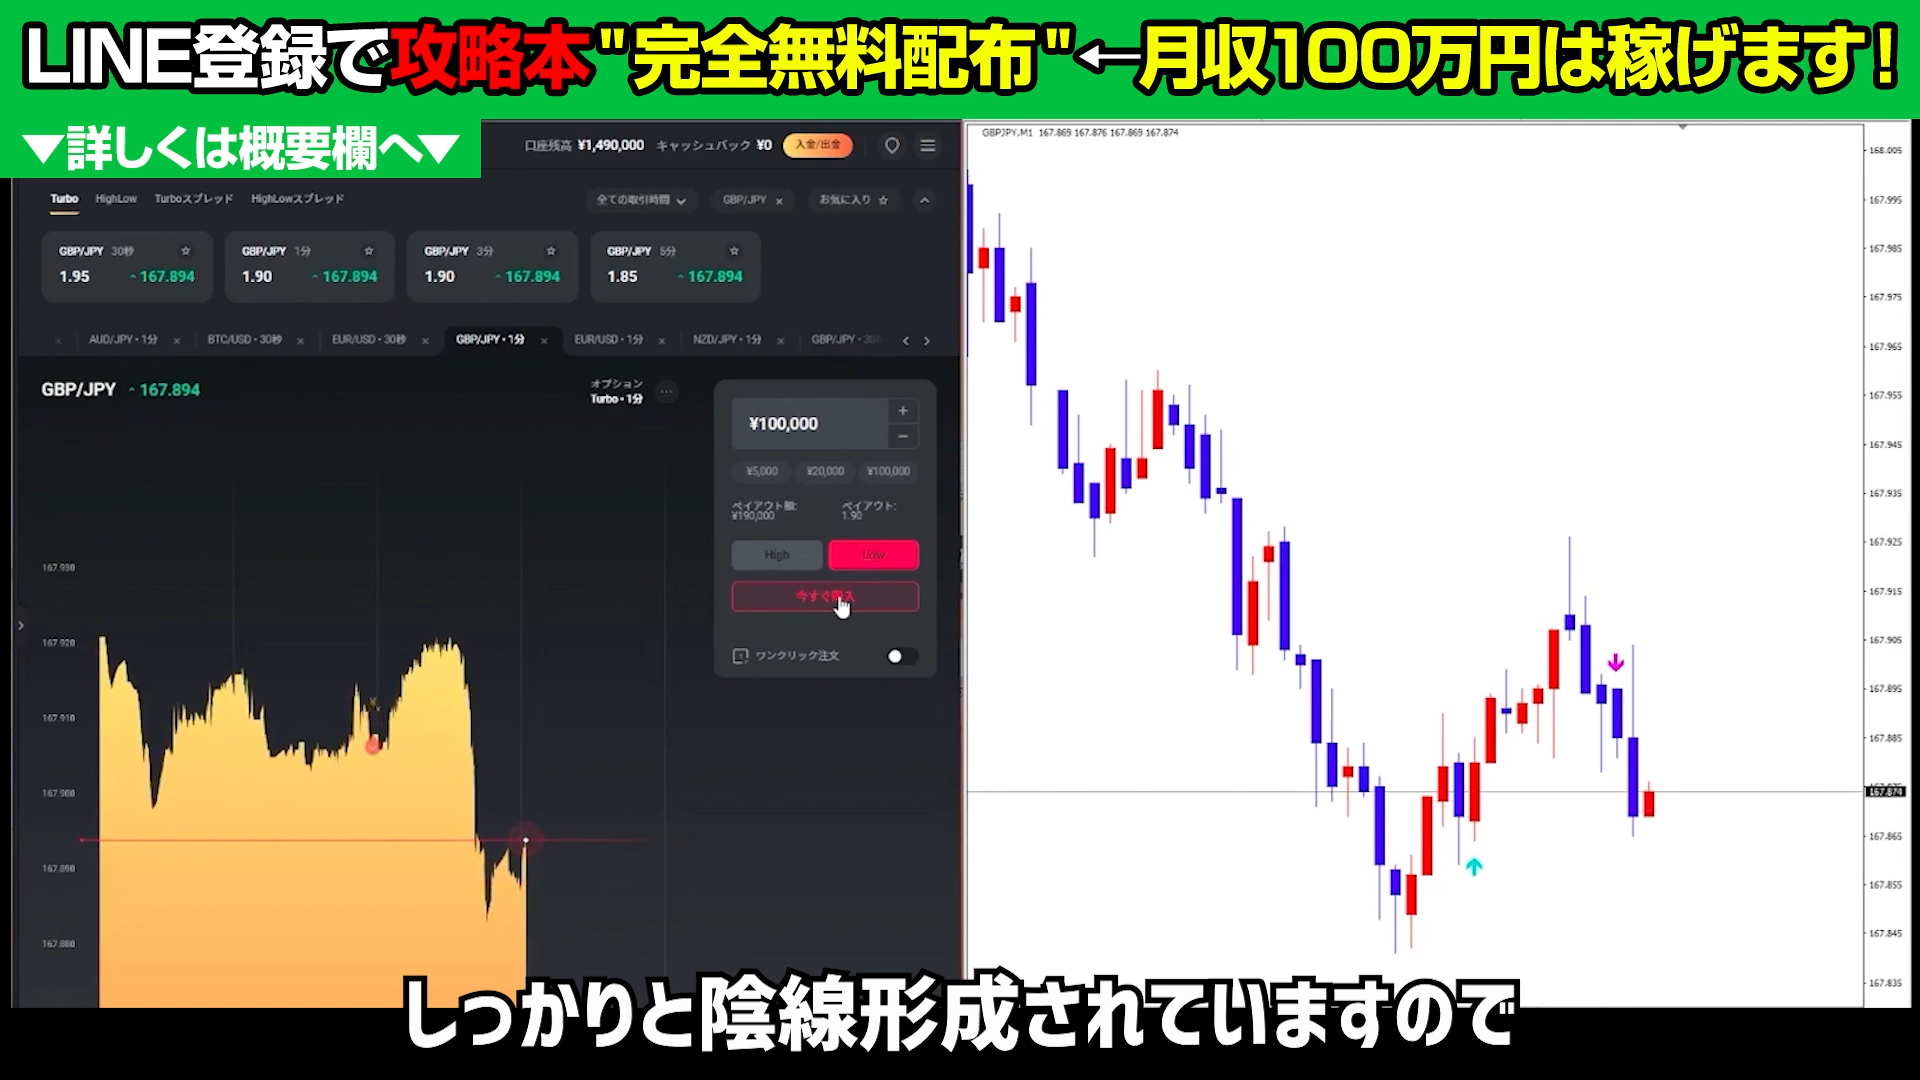 LINE登録で攻略本"完全無料配布"←月収100万円は稼げます!
▼詳しくは概要欄へ▼
口座残高 ¥1,490,000 キャッシュバック ¥0 入金/出金
Turbo HighLow Turboスプレッド HighLowスプレッド 全ての取引時間 GBP/JPY × お気に入り ☆
GBP/JPY 30秒 ☆ GBP/JPY 1分 ☆ GBP/JPY 3分 ☆ GBP/JPY 5分 ☆
1.95 167.894 1.90 167.894 1.90 167.894 1.85 167.894
× AUD/JPY・1分 × BTC/USD・30秒 × EUR/USD・30秒 × GBP/JPY・1分 × EUR/USD・1分 × NZD/JPY・1分 × GBP/JPY・30 < >
GBP/JPY 167.894
オプション
Turbo・1分
¥100,000
+
−
¥5,000 ¥20,000 ¥100,000
ペイアウト額: ペイアウト:
¥190,000 1.90
High Low
今すぐ購入
ワンクリック注文
167.930
167.920
167.910
167.900
167.890
167.880
GBPJPY,M1 167.869 167.876 167.869 167.874
168.005
167.995
167.985
167.975
167.965
167.955
167.945
167.935
167.925
167.915
167.905
167.895
167.885
167.874
167.865
167.855
167.845
167.835
しっかりと陰線形成されていますので